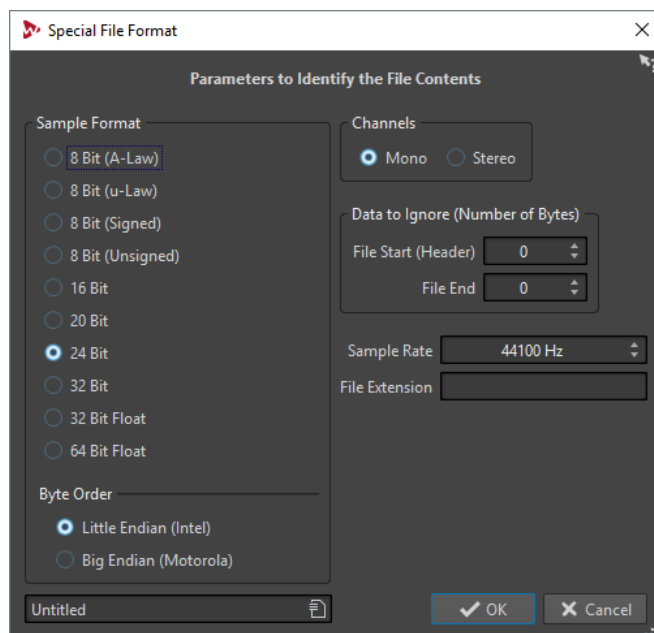 Special File Format
Parameters to Identify the File Contents
Sample Format
8 Bit (A-Law)
8 Bit (u-Law)
8 Bit (Signed)
8 Bit (Unsigned)
16 Bit
20 Bit
24 Bit
32 Bit
32 Bit Float
64 Bit Float
Byte Order
Little Endian (Intel)
Big Endian (Motorola)
Channels
Mono Stereo
Data to Ignore (Number of Bytes)
File Start (Header) 0
File End 0
Sample Rate 44100 Hz
File Extension
Untitled
OK Cancel